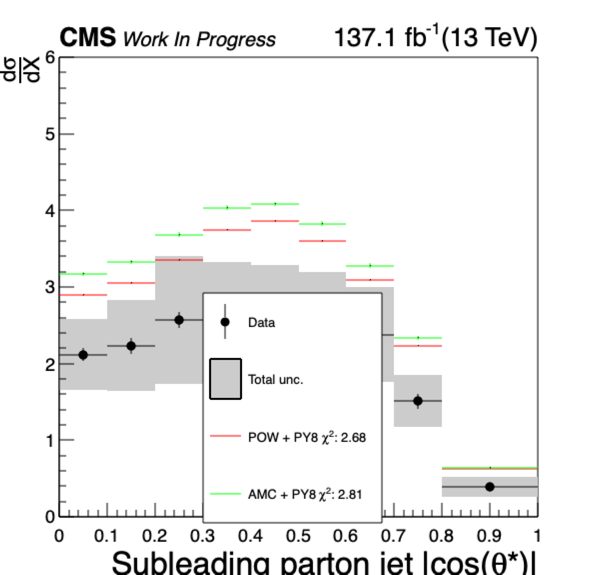 CMS Work In Progress 137.1 fb⁻¹(13 TeV)
dσ
dX
6
5
4
3
2
1
0
Data
Total unc.
POW + PY8 χ²: 2.68
AMC + PY8 χ²: 2.81
0 0.1 0.2 0.3 0.4 0.5 0.6 0.7 0.8 0.9 1
Subleading parton jet |cos(θ*)|